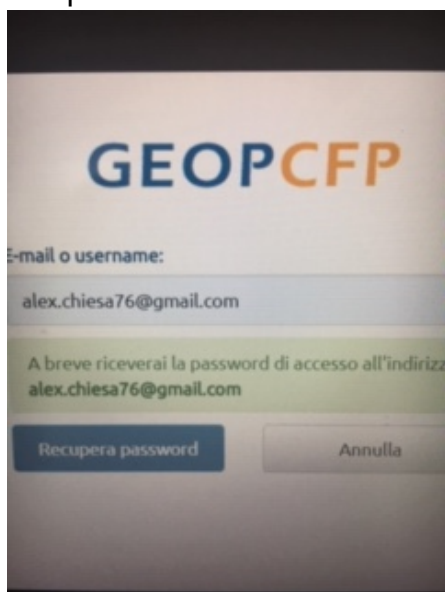 GEOPCFP
E-mail o username:
alex.chiesa76@gmail.com
A breve riceverai la password di accesso all'indirizz
alex.chiesa76@gmail.com
Recupera password
Annulla